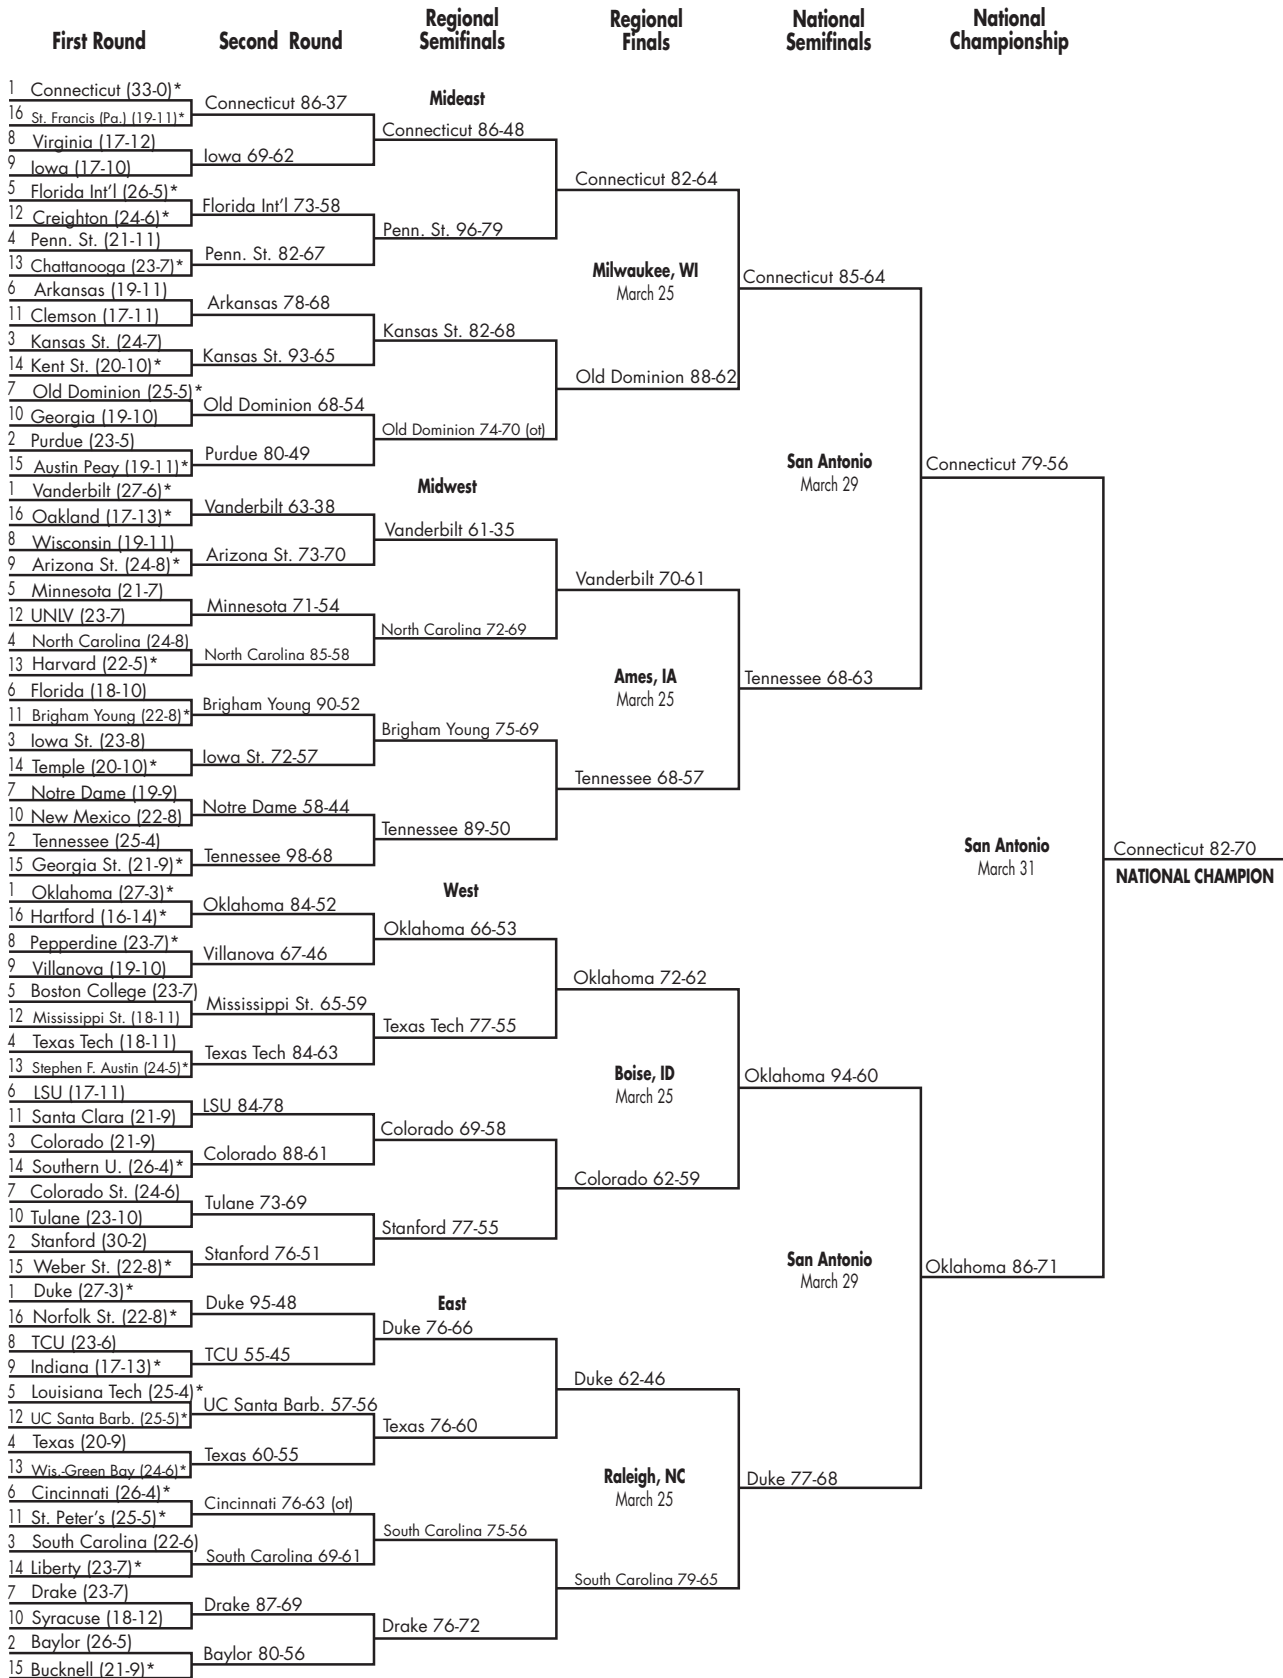 First Round
Second Round
Regional
Semifinals
Regional
Finals
National
Semifinals
National
Championship
1 Connecticut (33-0)*
16 St. Francis (Pa.) (19-11)*
8 Virginia (17-12)
9 Iowa (17-10)
5 Florida Int'l (26-5)*
12 Creighton (24-6)*
4 Penn. St. (21-11)
13 Chattanooga (23-7)*
6 Arkansas (19-11)
11 Clemson (17-11)
3 Kansas St. (24-7)
14 Kent St. (20-10)*
7 Old Dominion (25-5)*
10 Georgia (19-10)
2 Purdue (23-5)
15 Austin Peay (19-11)*
1 Vanderbilt (27-6)*
16 Oakland (17-13)*
8 Wisconsin (19-11)
9 Arizona St. (24-8)*
5 Minnesota (21-7)
12 UNLV (23-7)
4 North Carolina (24-8)
13 Harvard (22-5)*
6 Florida (18-10)
11 Brigham Young (22-8)*
3 Iowa St. (23-8)
14 Temple (20-10)*
7 Notre Dame (19-9)
10 New Mexico (22-8)
2 Tennessee (25-4)
15 Georgia St. (21-9)*
1 Oklahoma (27-3)*
16 Hartford (16-14)*
8 Pepperdine (23-7)*
9 Villanova (19-10)
5 Boston College (23-7)
12 Mississippi St. (18-11)
4 Texas Tech (18-11)
13 Stephen F. Austin (24-5)*
6 LSU (17-11)
11 Santa Clara (21-9)
3 Colorado (21-9)
14 Southern U. (26-4)*
7 Colorado St. (24-6)
10 Tulane (23-10)
2 Stanford (30-2)
15 Weber St. (22-8)*
1 Duke (27-3)*
16 Norfolk St. (22-8)*
8 TCU (23-6)
9 Indiana (17-13)*
5 Louisiana Tech (25-4)*
12 UC Santa Barb. (25-5)*
4 Texas (20-9)
13 Wis.-Green Bay (24-6)*
6 Cincinnati (26-4)*
11 St. Peter's (25-5)*
3 South Carolina (22-6)
14 Liberty (23-7)*
7 Drake (23-7)
10 Syracuse (18-12)
2 Baylor (26-5)
15 Bucknell (21-9)*
Connecticut 86-37
Iowa 69-62
Florida Int'l 73-58
Penn. St. 82-67
Arkansas 78-68
Kansas St. 93-65
Old Dominion 68-54
Purdue 80-49
Vanderbilt 63-38
Arizona St. 73-70
Minnesota 71-54
North Carolina 85-58
Brigham Young 90-52
Iowa St. 72-57
Notre Dame 58-44
Tennessee 98-68
Oklahoma 84-52
Villanova 67-46
Mississippi St. 65-59
Texas Tech 84-63
LSU 84-78
Colorado 88-61
Tulane 73-69
Stanford 76-51
Duke 95-48
TCU 55-45
UC Santa Barb. 57-56
Texas 60-55
Cincinnati 76-63 (ot)
South Carolina 69-61
Drake 87-69
Baylor 80-56
Mideast
Connecticut 86-48
Penn. St. 96-79
Kansas St. 82-68
Old Dominion 74-70 (ot)
Midwest
Vanderbilt 61-35
North Carolina 72-69
Brigham Young 75-69
Tennessee 89-50
West
Oklahoma 66-53
Texas Tech 77-55
Colorado 69-58
Stanford 77-55
East
Duke 76-66
Texas 76-60
South Carolina 75-56
Drake 76-72
Connecticut 82-64
Milwaukee, WI
March 25
Old Dominion 88-62
Vanderbilt 70-61
Ames, IA
March 25
Tennessee 68-57
Oklahoma 72-62
Boise, ID
March 25
Colorado 62-59
Duke 62-46
Raleigh, NC
March 25
South Carolina 79-65
Connecticut 85-64
San Antonio
March 29
Tennessee 68-63
Oklahoma 94-60
San Antonio
March 29
Duke 77-68
Connecticut 79-56
San Antonio
March 31
Oklahoma 86-71
Connecticut 82-70
NATIONAL CHAMPION